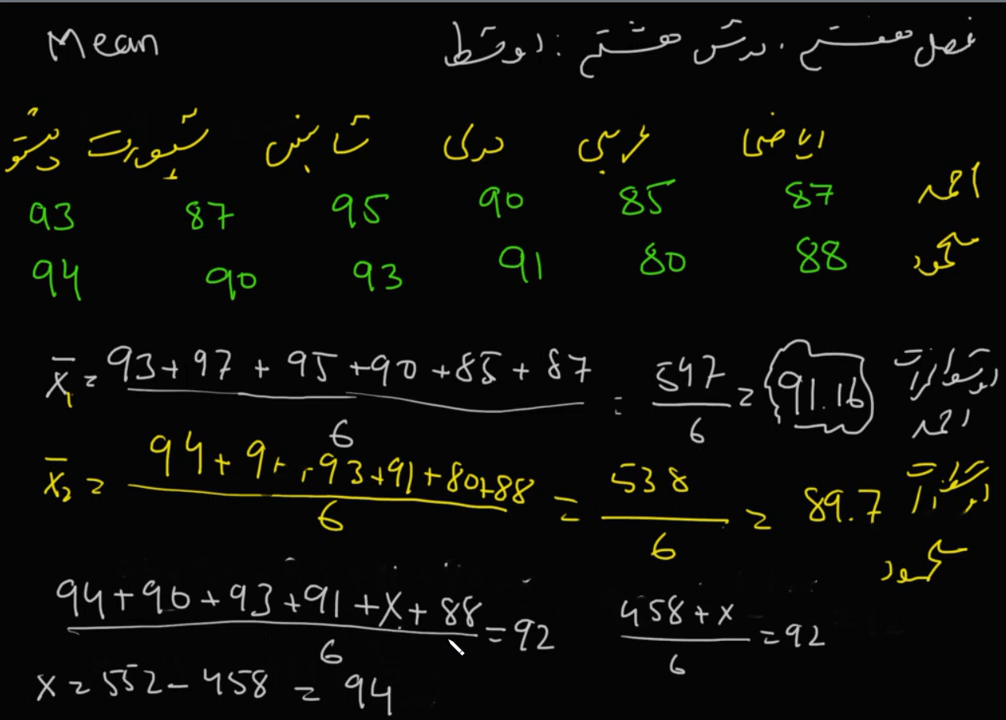 Mean فصل هفتم . درس هشتم : اوسط
ریاضی عربی دری ساینس سپورت پشتو
احمد 87 85 90 95 87 93
محمود 88 80 91 93 90 94
x̄₁ = (93+97+95+90+85+87)/6 = 547/6 = 91.16 اوسط نمرات احمد
x̄₂ = (94+9+ +93+91+80+88)/6 = 538/6 = 89.7 اوسط نمرات محمود
(94+90+93+91+x+88)/6 = 92 (458+x)/6 = 92
x = 552 - 458 = 94